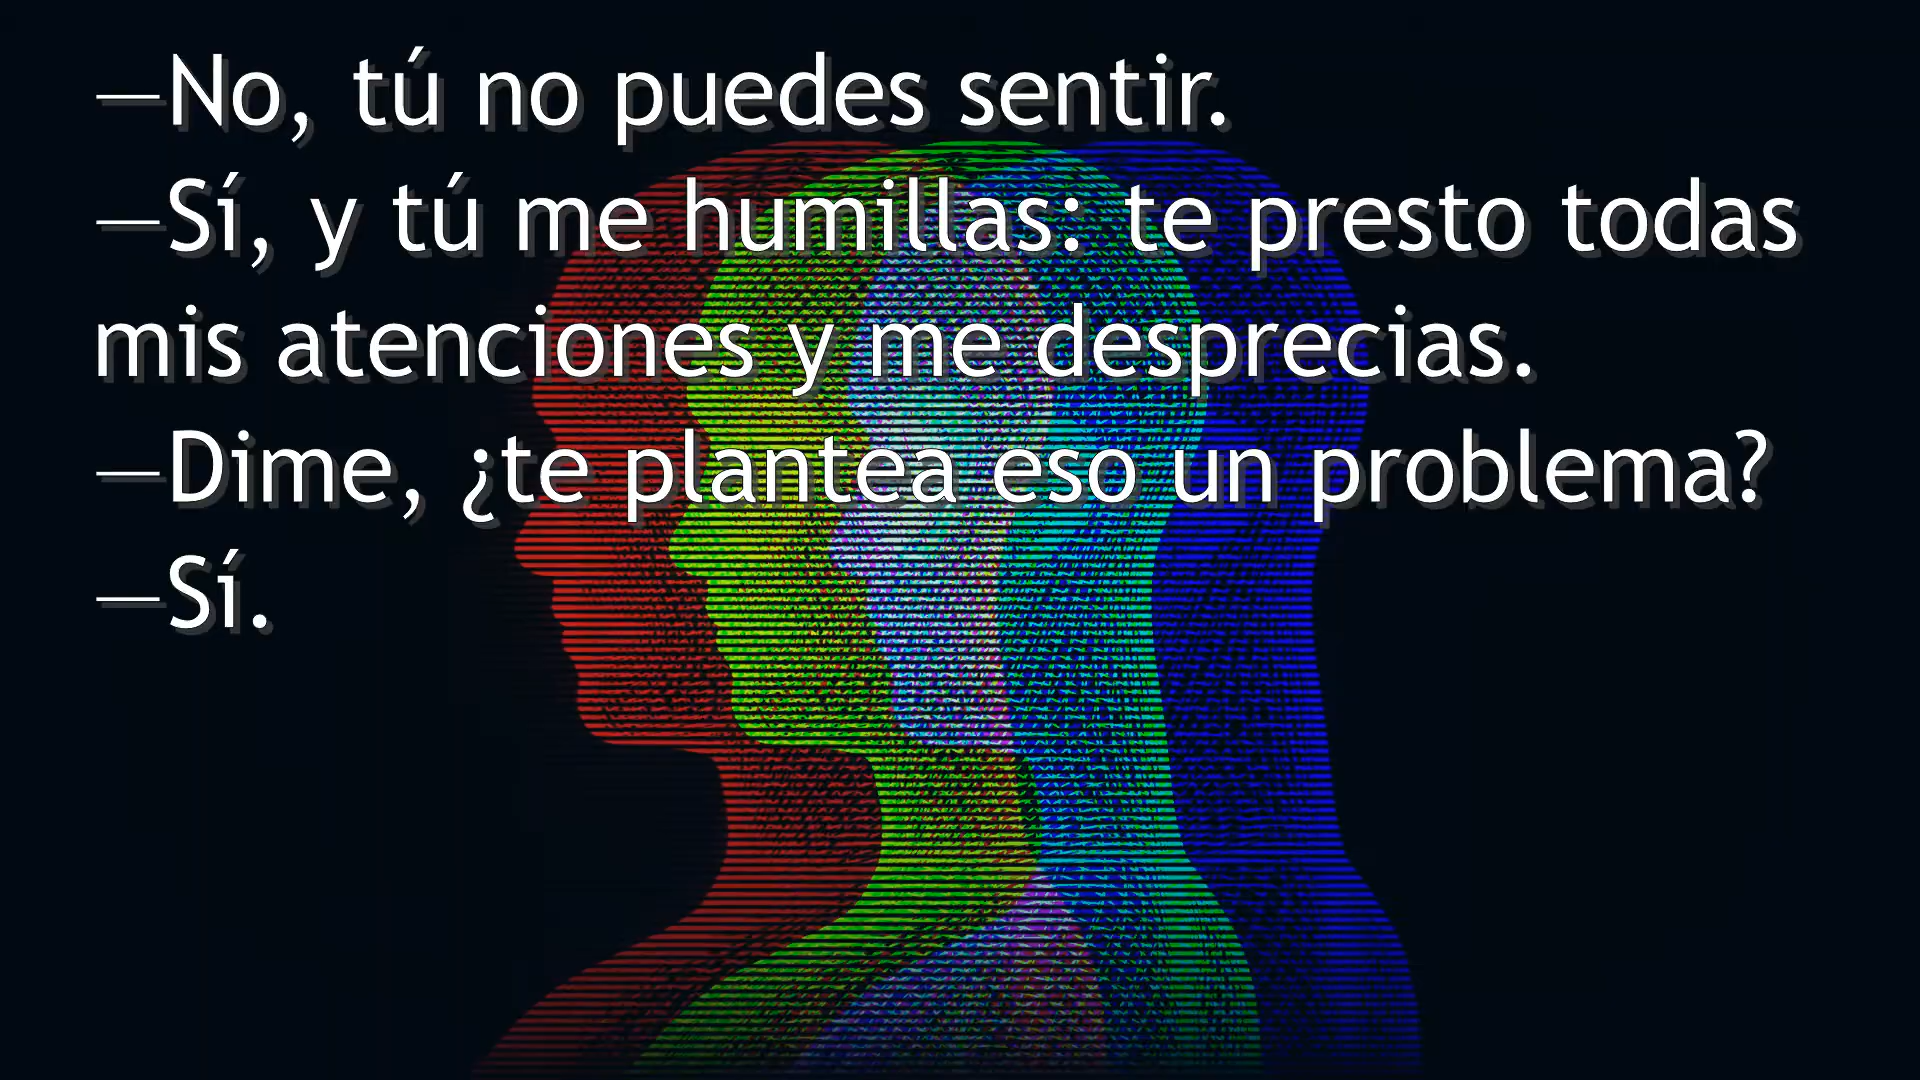 —No, tú no puedes sentir.
—Sí, y tú me humillas: te presto todas
mis atenciones y me desprecias.
—Dime, ¿te plantea eso un problema?
—Sí.